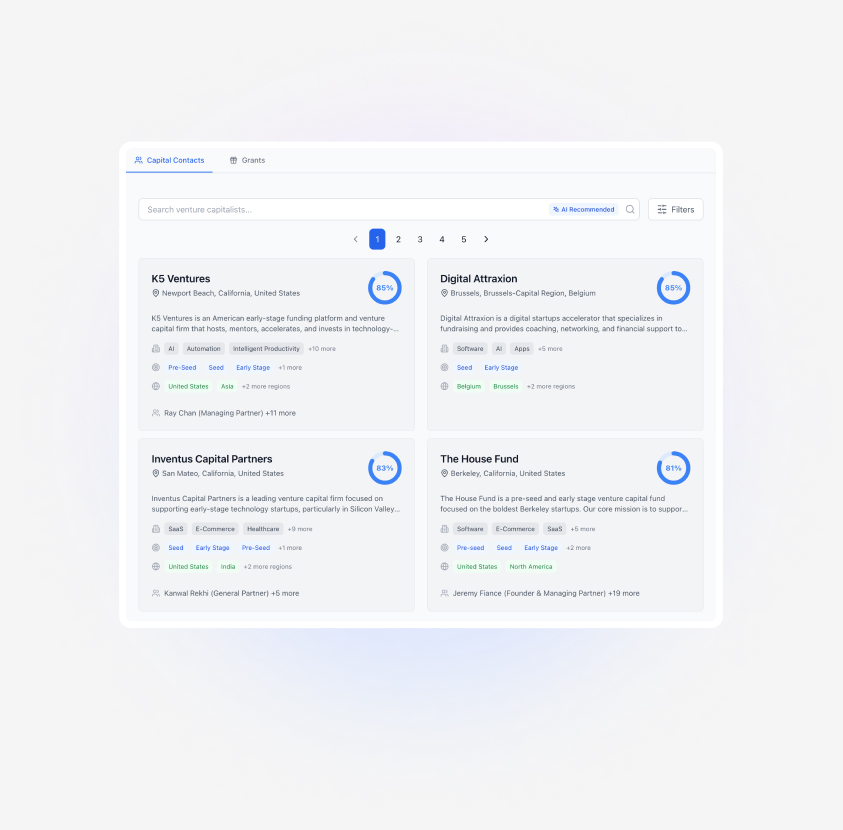 Capital Contacts
Grants
Search venture capitalists...
AI Recommended
Filters
1 2 3 4 5
K5 Ventures
85%
Newport Beach, California, United States
K5 Ventures is an American early-stage funding platform and venture
capital firm that hosts, mentors, accelerates, and invests in technology-...
AI Automation Intelligent Productivity +10 more
Pre-Seed Seed Early Stage +1 more
United States Asia +2 more regions
Ray Chan (Managing Partner) +11 more
Digital Attraxion
85%
Brussels, Brussels-Capital Region, Belgium
Digital Attraxion is a digital startups accelerator that specializes in
fundraising and provides coaching, networking, and financial support to...
Software AI Apps +5 more
Seed Early Stage
Belgium Brussels +2 more regions
Inventus Capital Partners
83%
San Mateo, California, United States
Inventus Capital Partners is a leading venture capital firm focused on
supporting early-stage technology startups, particularly in Silicon Valley...
SaaS E-Commerce Healthcare +9 more
Seed Early Stage Pre-Seed +1 more
United States India +2 more regions
Kanwal Rekhi (General Partner) +5 more
The House Fund
81%
Berkeley, California, United States
The House Fund is a pre-seed and early stage venture capital fund
focused on the boldest Berkeley startups. Our core mission is to suppor...
Software E-Commerce SaaS +5 more
Pre-seed Seed Early Stage +2 more
United States North America
Jeremy Fiance (Founder & Managing Partner) +19 more